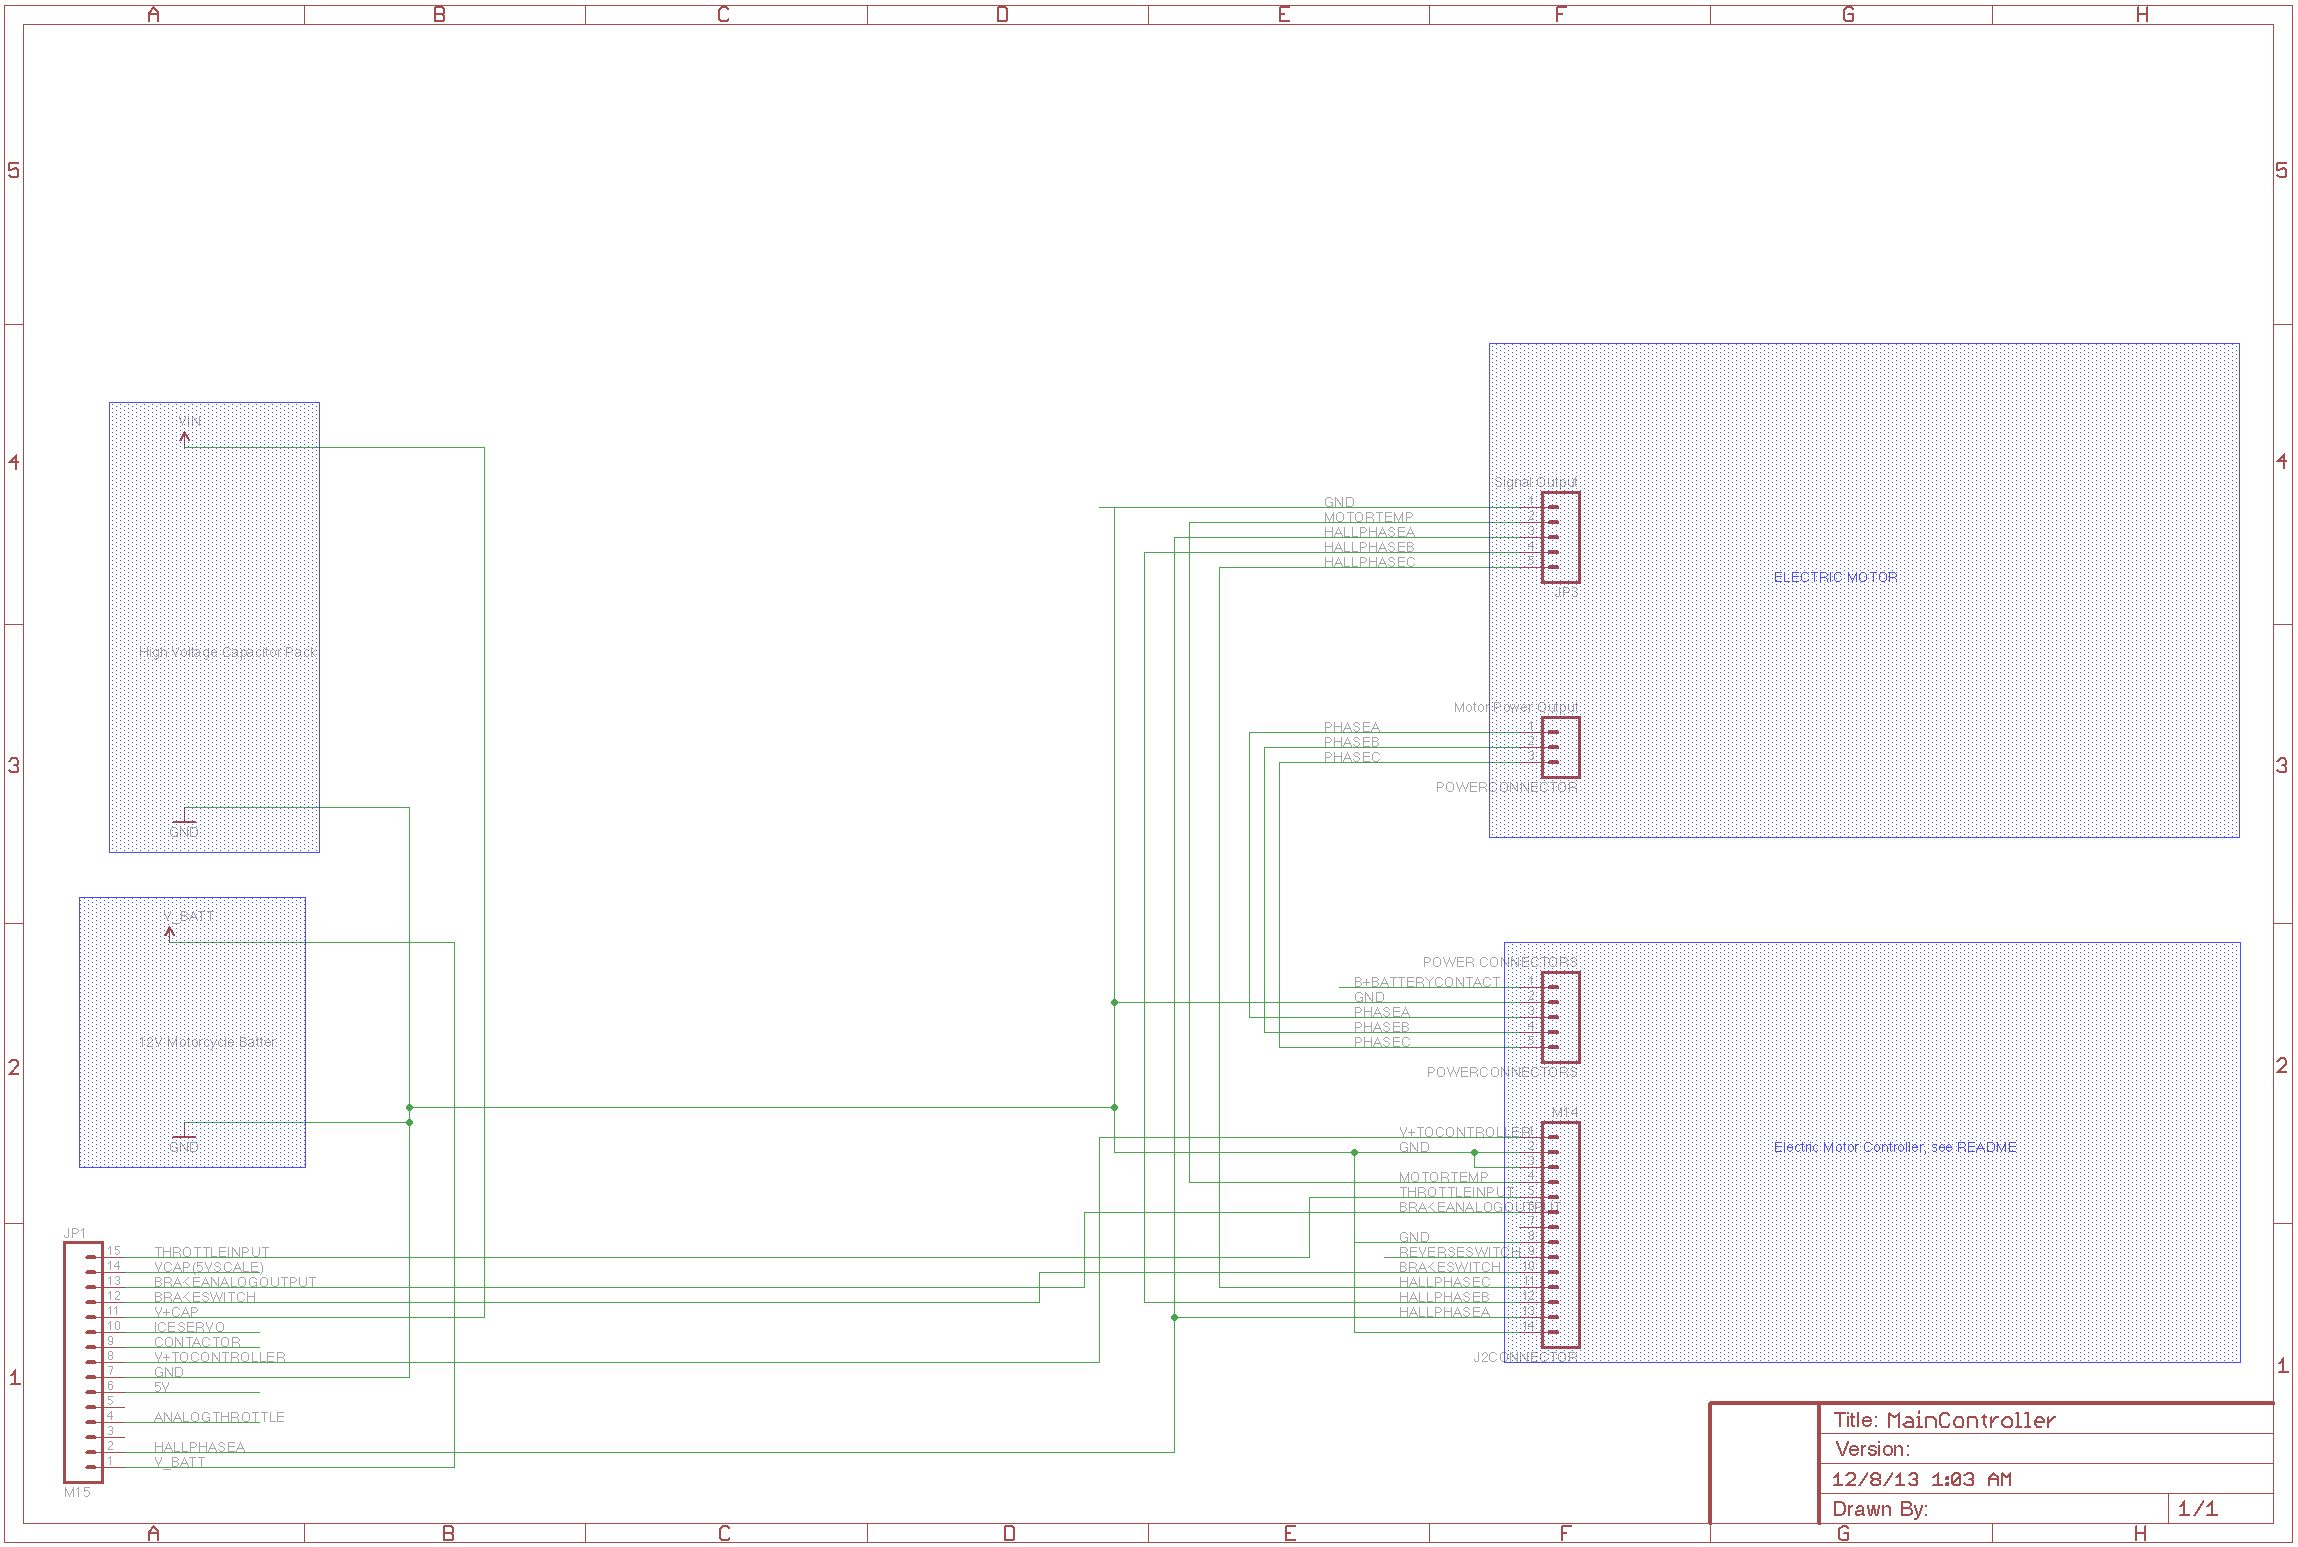 A B C D E F G H
5 5
VIN
4 4
Signal Output
GND 1
MOTORTEMP 2
HALLPHASEA 3
HALLPHASEB 4
HALLPHASEC 5
ELECTRIC MOTOR
JP3
High Voltage Capacitor Pack
Motor Power Output
PHASEA 1
PHASEB 2
PHASEC 3
3 3
POWERCONNECTOR
GND
V_BATT
POWER CONNECTORS
B+BATTERYCONTACT 1
GND 2
PHASEA 3
PHASEB 4
PHASEC 5
12V Motorcycle Batter
2 2
POWERCONNECTORS
M14
V+TOCONTROLLER 1
GND 2
3
GND
Electric Motor Controller, see README
MOTORTEMP 4
THROTTLEINPUT 5
BRAKEANALOGOUTPUT 6
7
GND 8
REVERSESWITCH 9
BRAKESWITCH 10
HALLPHASEC 11
HALLPHASEB 12
HALLPHASEA 13
14
J2CONNECTOR
JP1
15 THROTTLEINPUT
14 VCAP(5VSCALE)
13 BRAKEANALOGOUTPUT
12 BRAKESWITCH
11 V+CAP
10 ICESERVO
9 CONTACTOR
8 V+TOCONTROLLER
7 GND
6 5V
5
4 ANALOGTHROTTLE
3
2 HALLPHASEA
1 V_BATT
M15
1 1
Title: MainController
Version:
12/8/13 1:03 AM
Drawn By: 1/1
A B C D E F G H